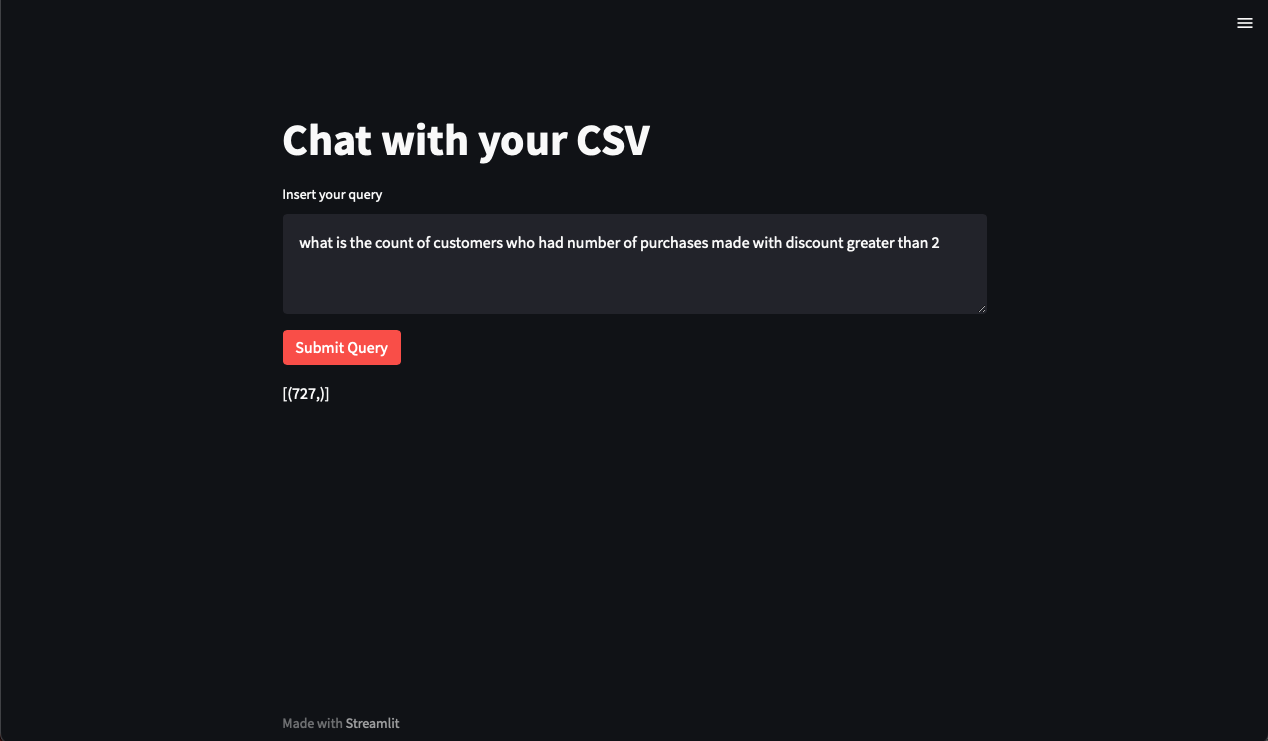 Chat with your CSV
Insert your query
what is the count of customers who had number of purchases made with discount greater than 2
Submit Query
[(727,)]
Made with Streamlit